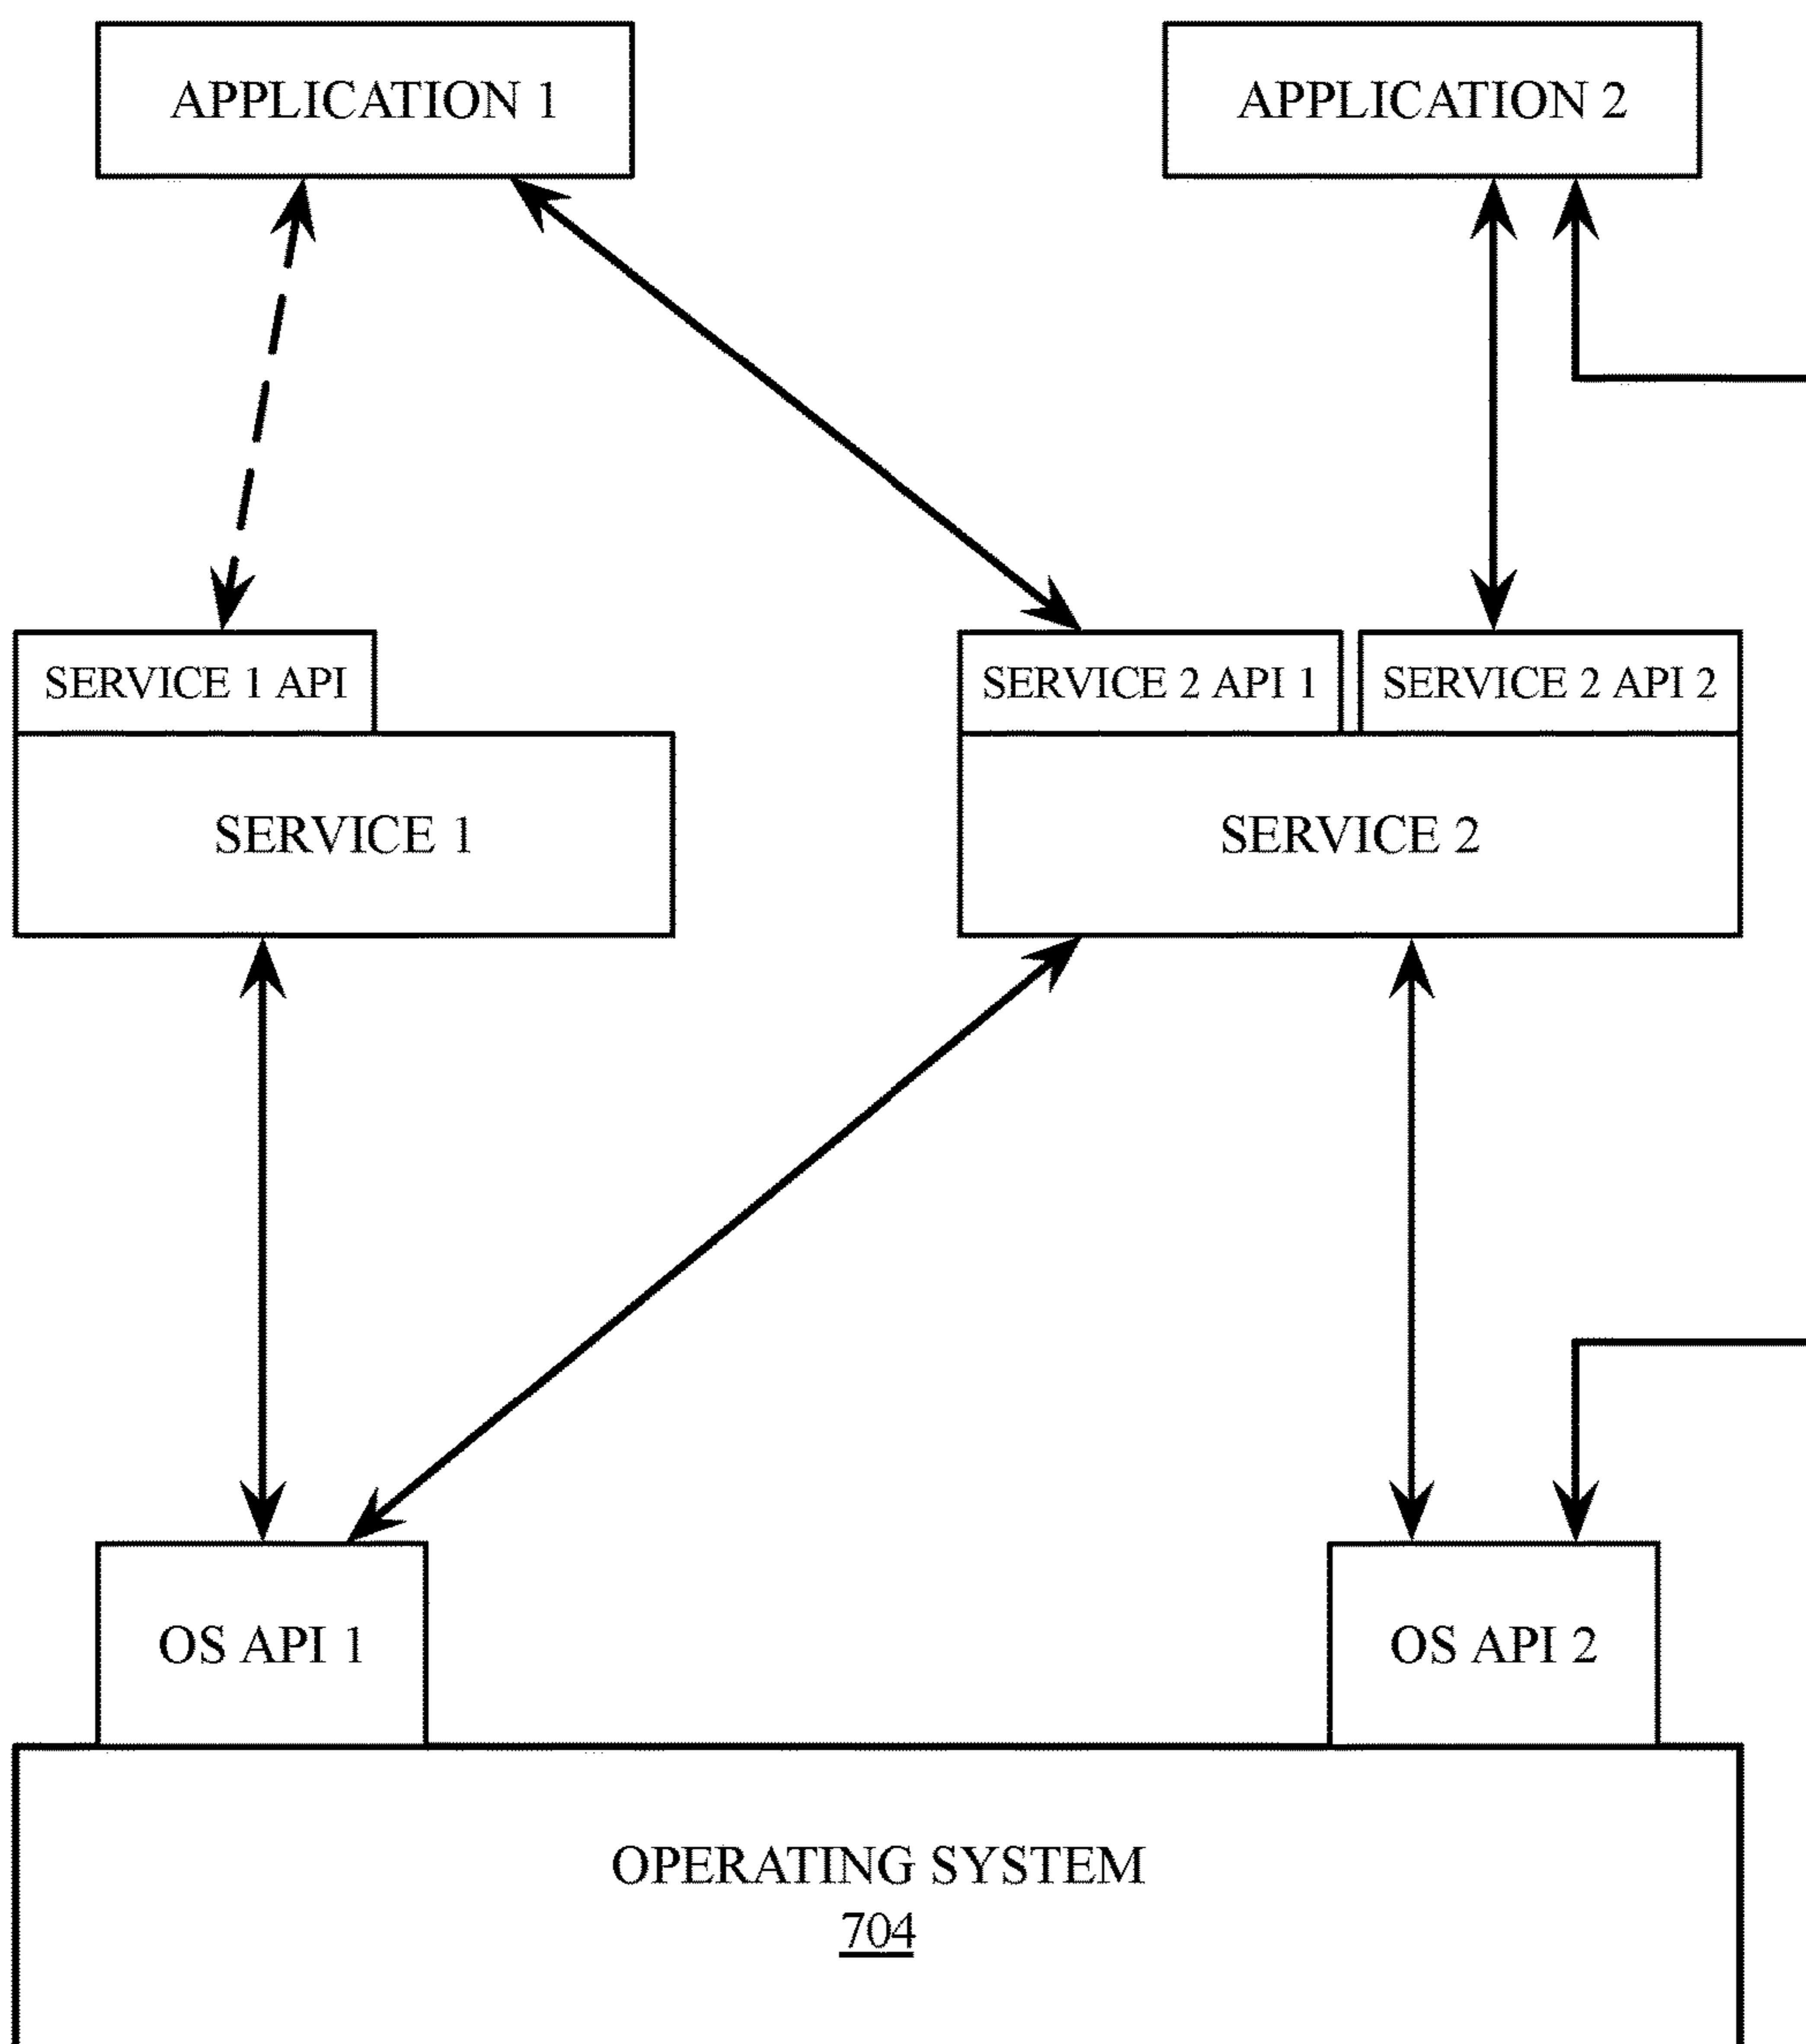 APPLICATION 1
APPLICATION 2
SERVICE 1 API
SERVICE 2 API 1
SERVICE 2 API 2
SERVICE 1
SERVICE 2
OS API 1
OS API 2
OPERATING SYSTEM
704